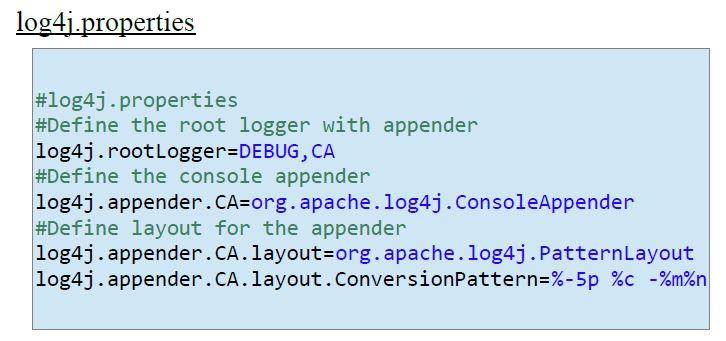 log4j.properties
#log4j.properties
#Define the root logger with appender
log4j.rootLogger=DEBUG,CA
#Define the console appender
log4j.appender.CA=org.apache.log4j.ConsoleAppender
#Define layout for the appender
log4j.appender.CA.layout=org.apache.log4j.PatternLayout
log4j.appender.CA.layout.ConversionPattern=%-5p %c -%m%n